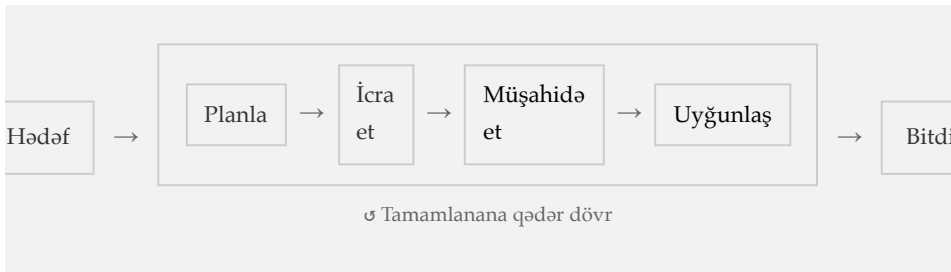 Hədəf
→
Planla
→
İcra
et
→
Müşahidə
et
→
Uyğunlaş
→
Bitdi
↺ Tamamlanana qədər dövr